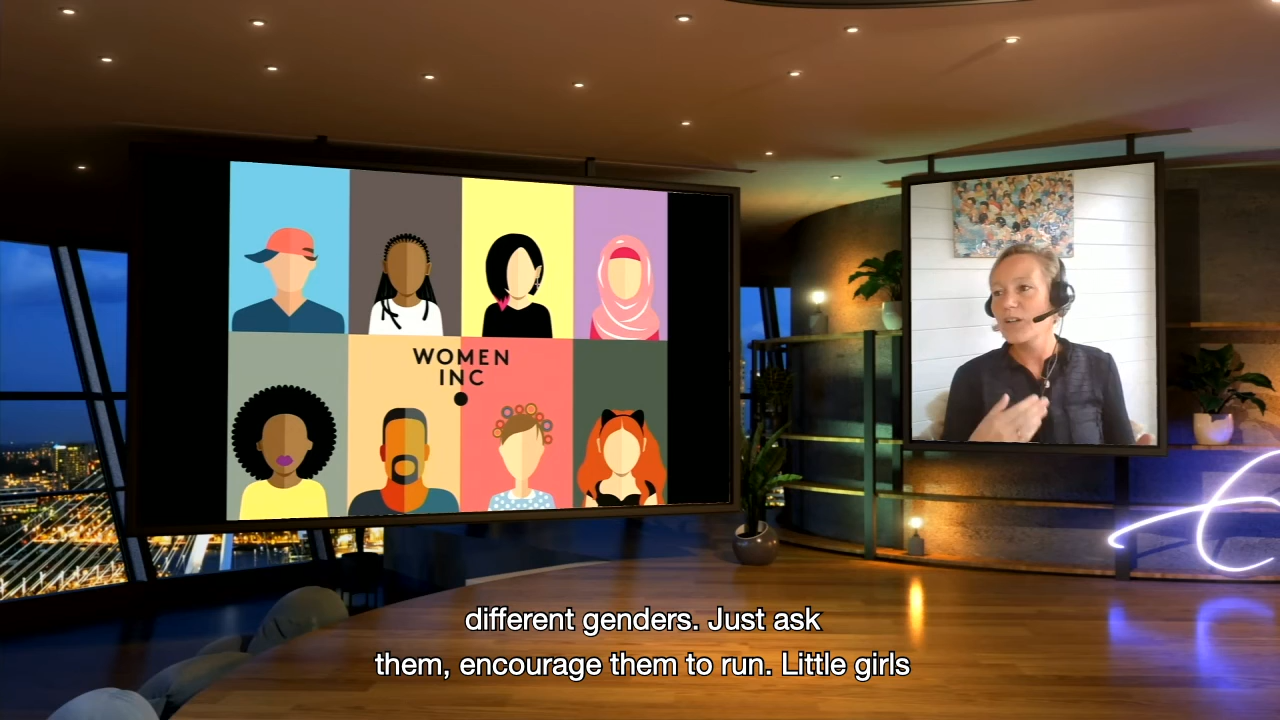 WOMEN
INC
different genders. Just ask
them, encourage them to run. Little girls